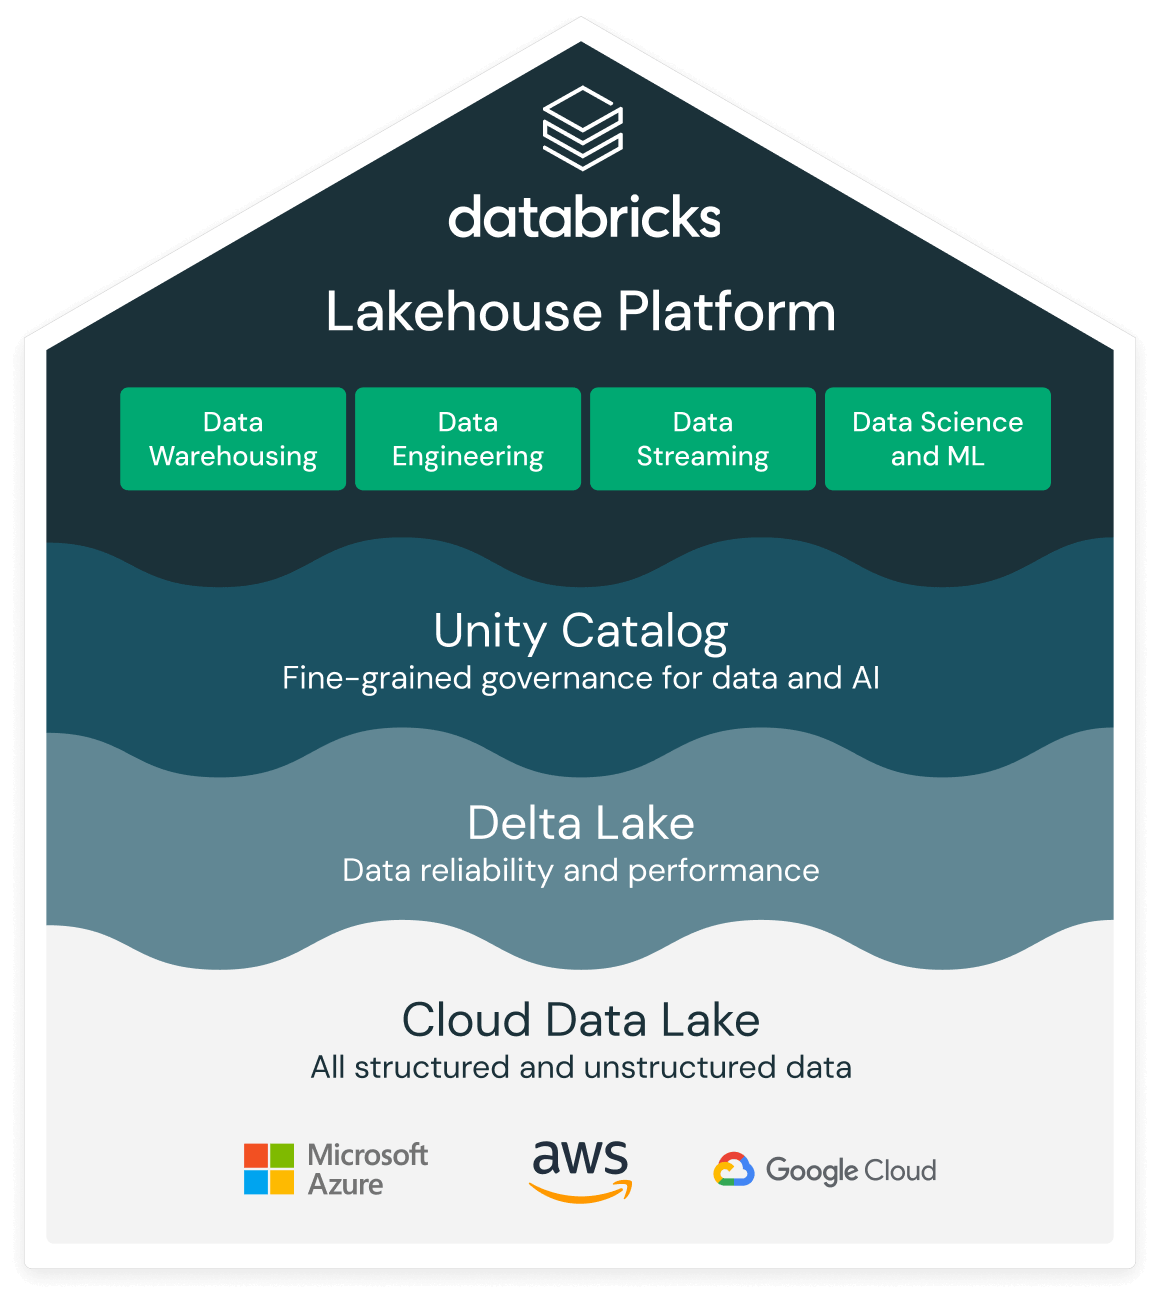 databricks
Lakehouse Platform
Data
Warehousing
Data
Engineering
Data
Streaming
Data Science
and ML
Unity Catalog
Fine-grained governance for data and AI
Delta Lake
Data reliability and performance
Cloud Data Lake
All structured and unstructured data
Microsoft
Azure
aws
Google Cloud